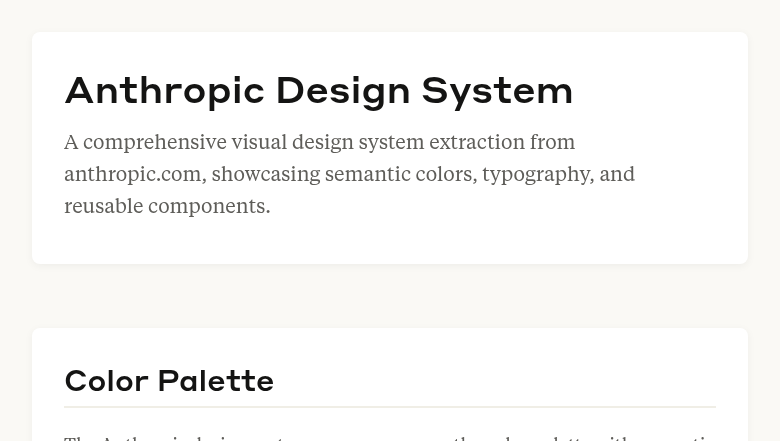 Anthropic Design System
A comprehensive visual design system extraction from
anthropic.com, showcasing semantic colors, typography, and
reusable components.
Color Palette